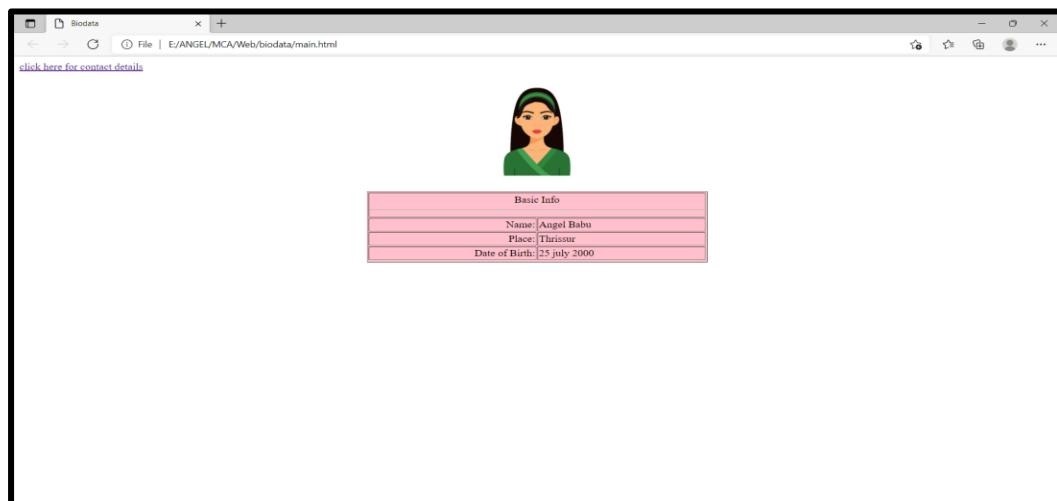 Biodata
File | E:/ANGEL/MCA/Web/biodata/main.html
click here for contact details
Basic Info
Name: Angel Babu
Place: Thrissur
Date of Birth: 25 july 2000